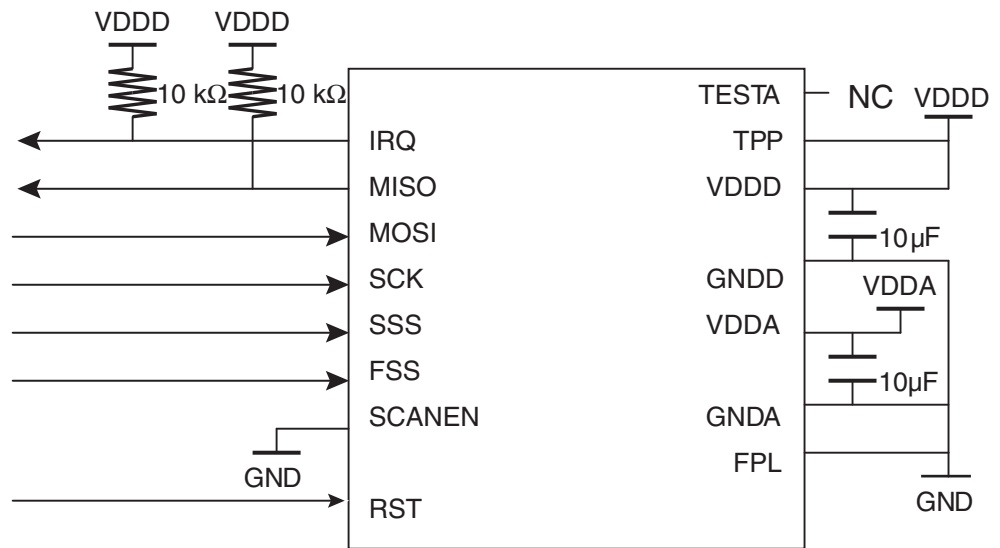 VDDD VDDD
10 kΩ 10 kΩ
TESTA NC VDDD
IRQ TPP
MISO VDDD
MOSI 10µF
SCK GNDD VDDA
SSS VDDA
FSS 10µF
SCANEN GNDA
GND FPL
RST GND